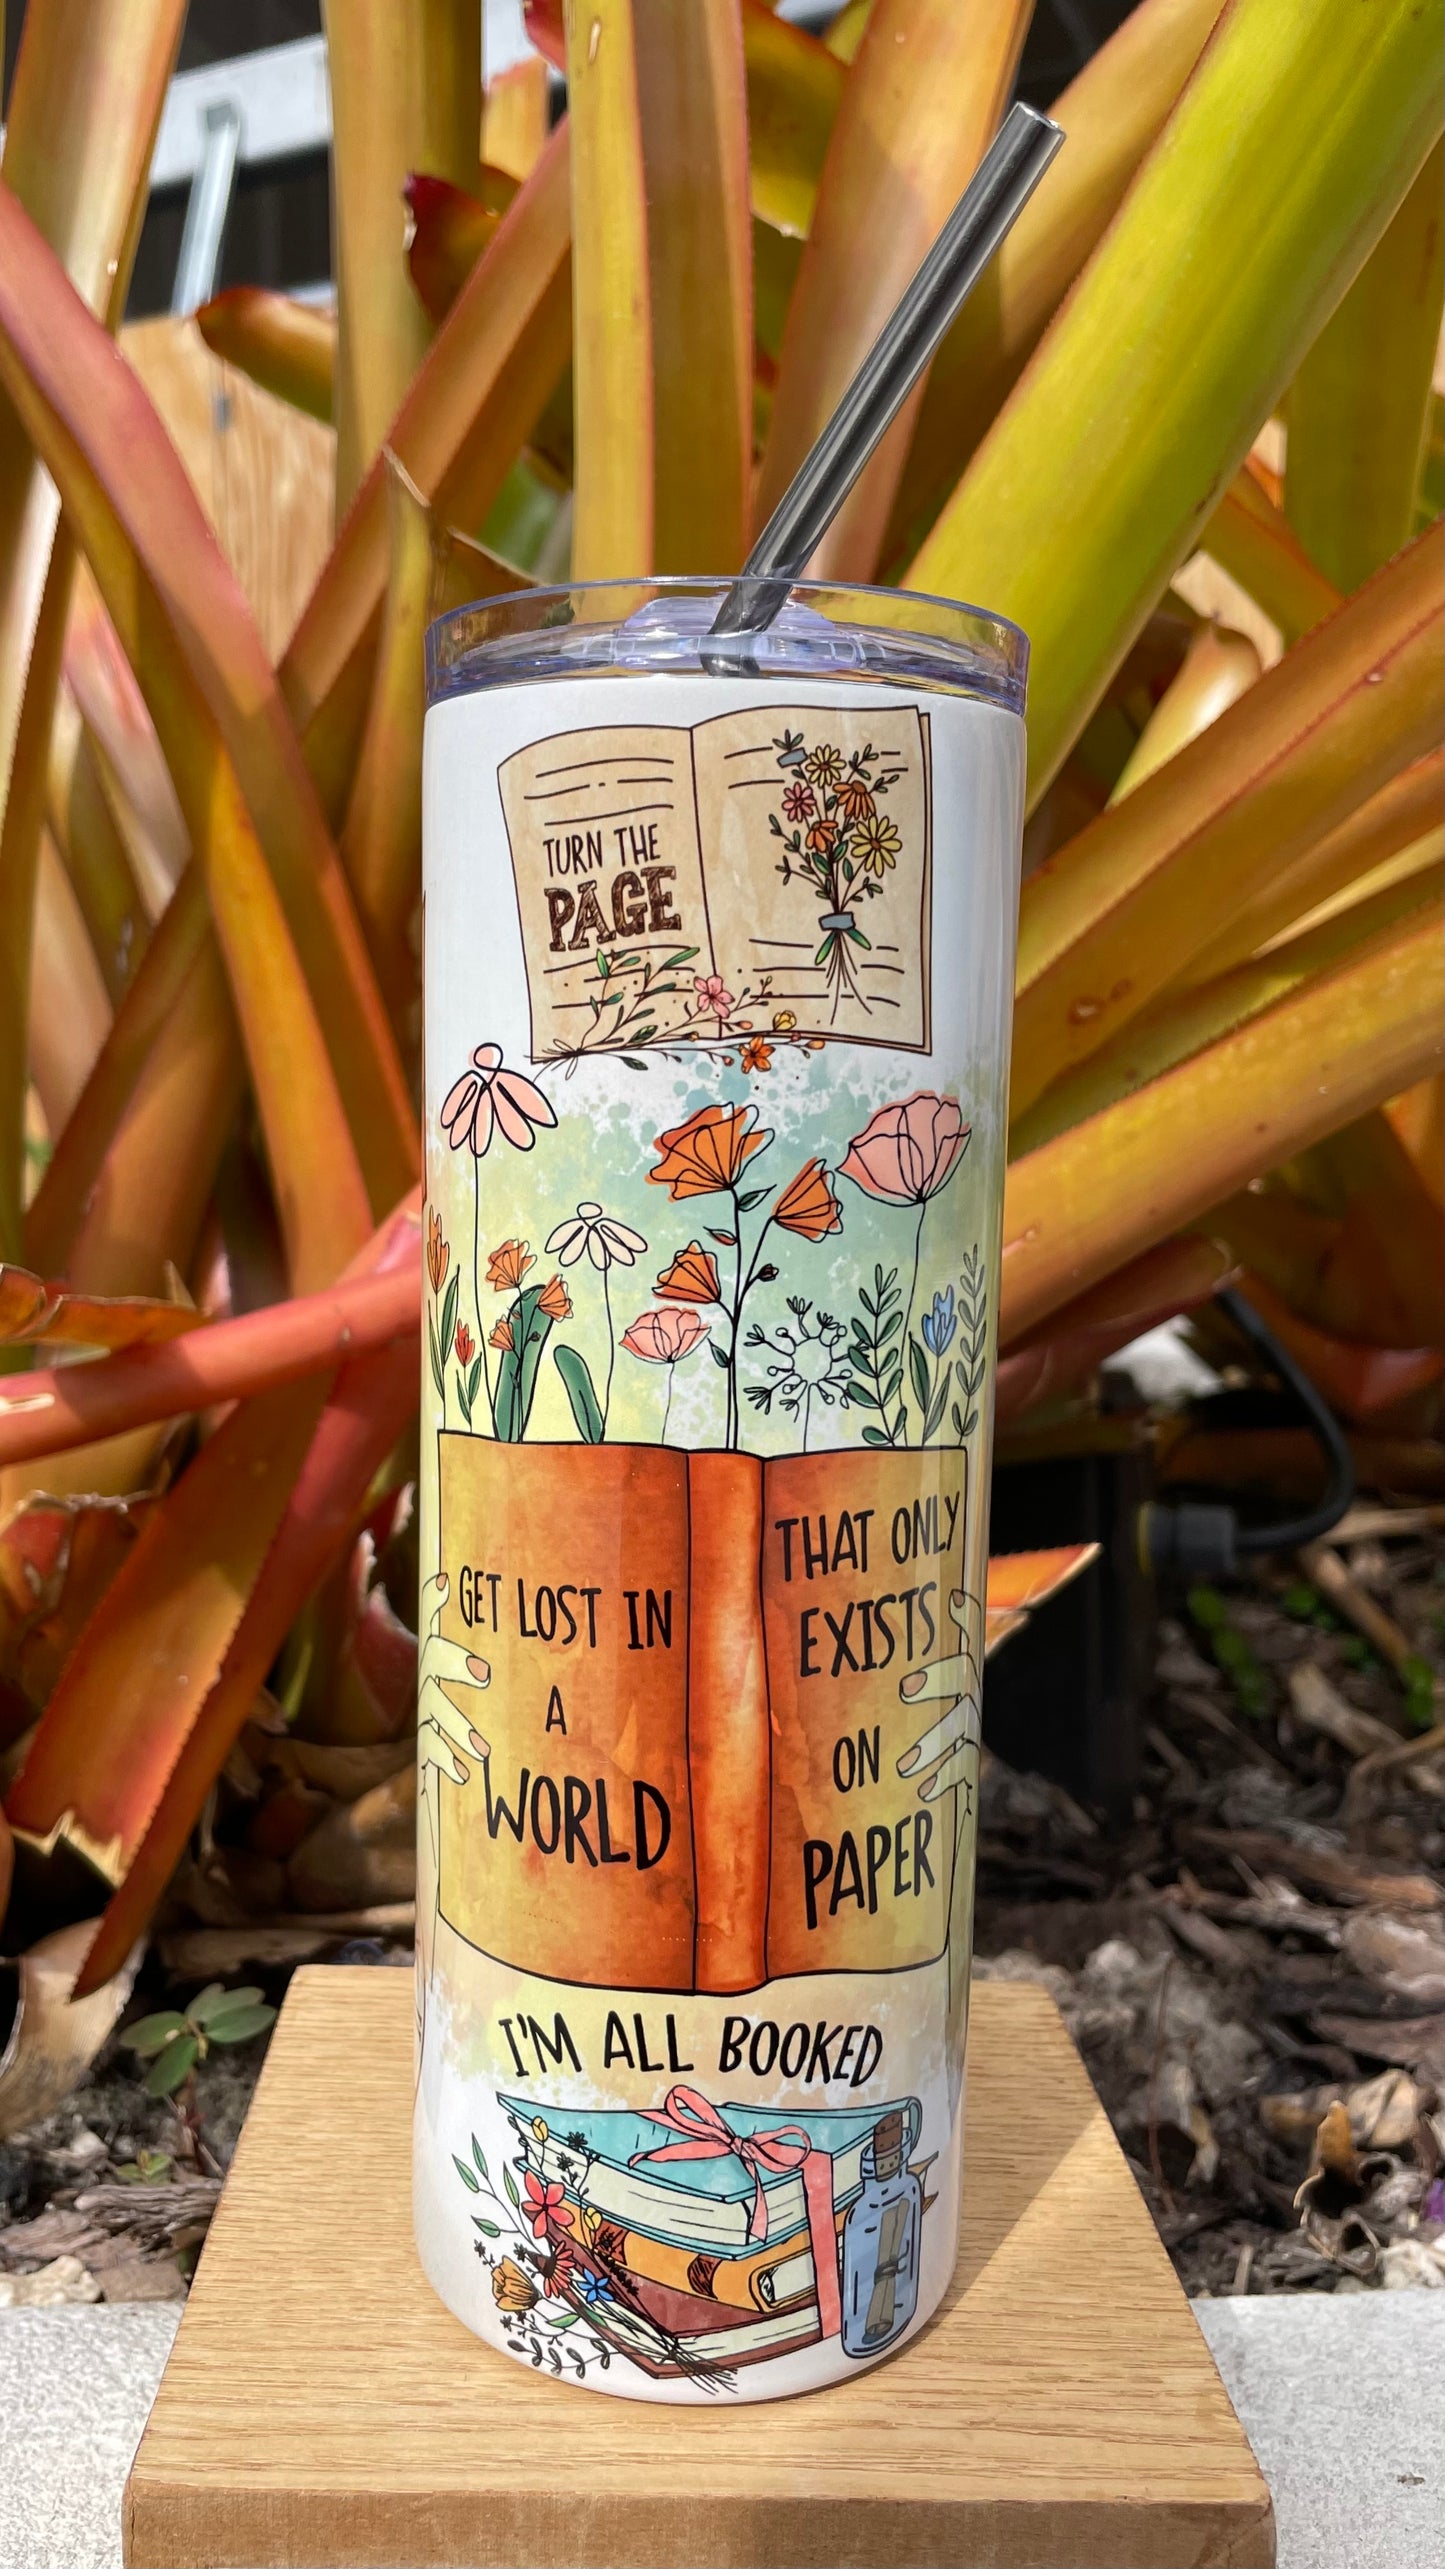 TURN THE
PAGE
GET LOST IN
A
WORLD
THAT ONLY
EXISTS
ON
PAPER
I'M ALL BOOKED